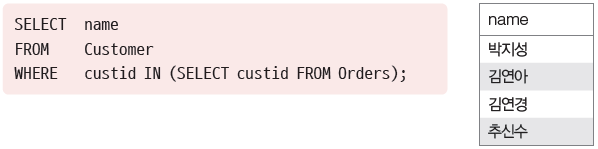 SELECT name
FROM Customer
WHERE custid IN (SELECT custid FROM Orders);
name
박지성
김연아
김연경
추신수